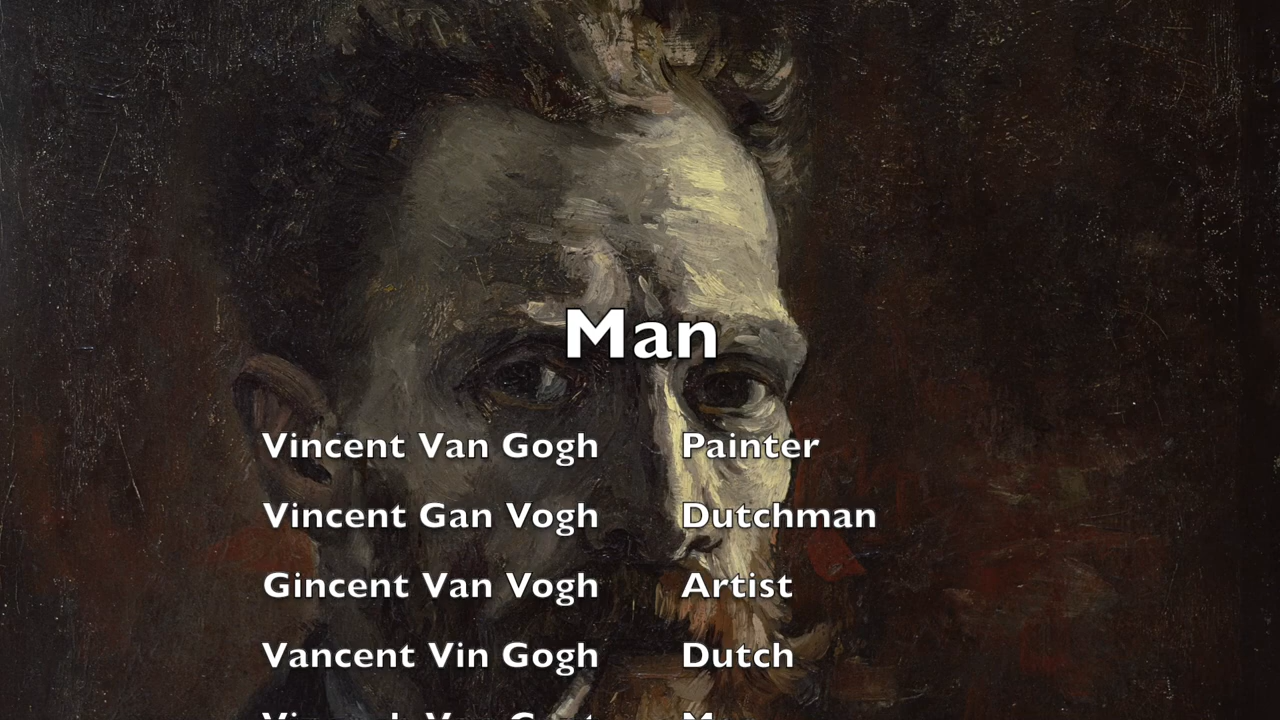 Man
Vincent Van Gogh Painter
Vincent Gan Vogh Dutchman
Gincent Van Vogh Artist
Vancent Vin Gogh Dutch